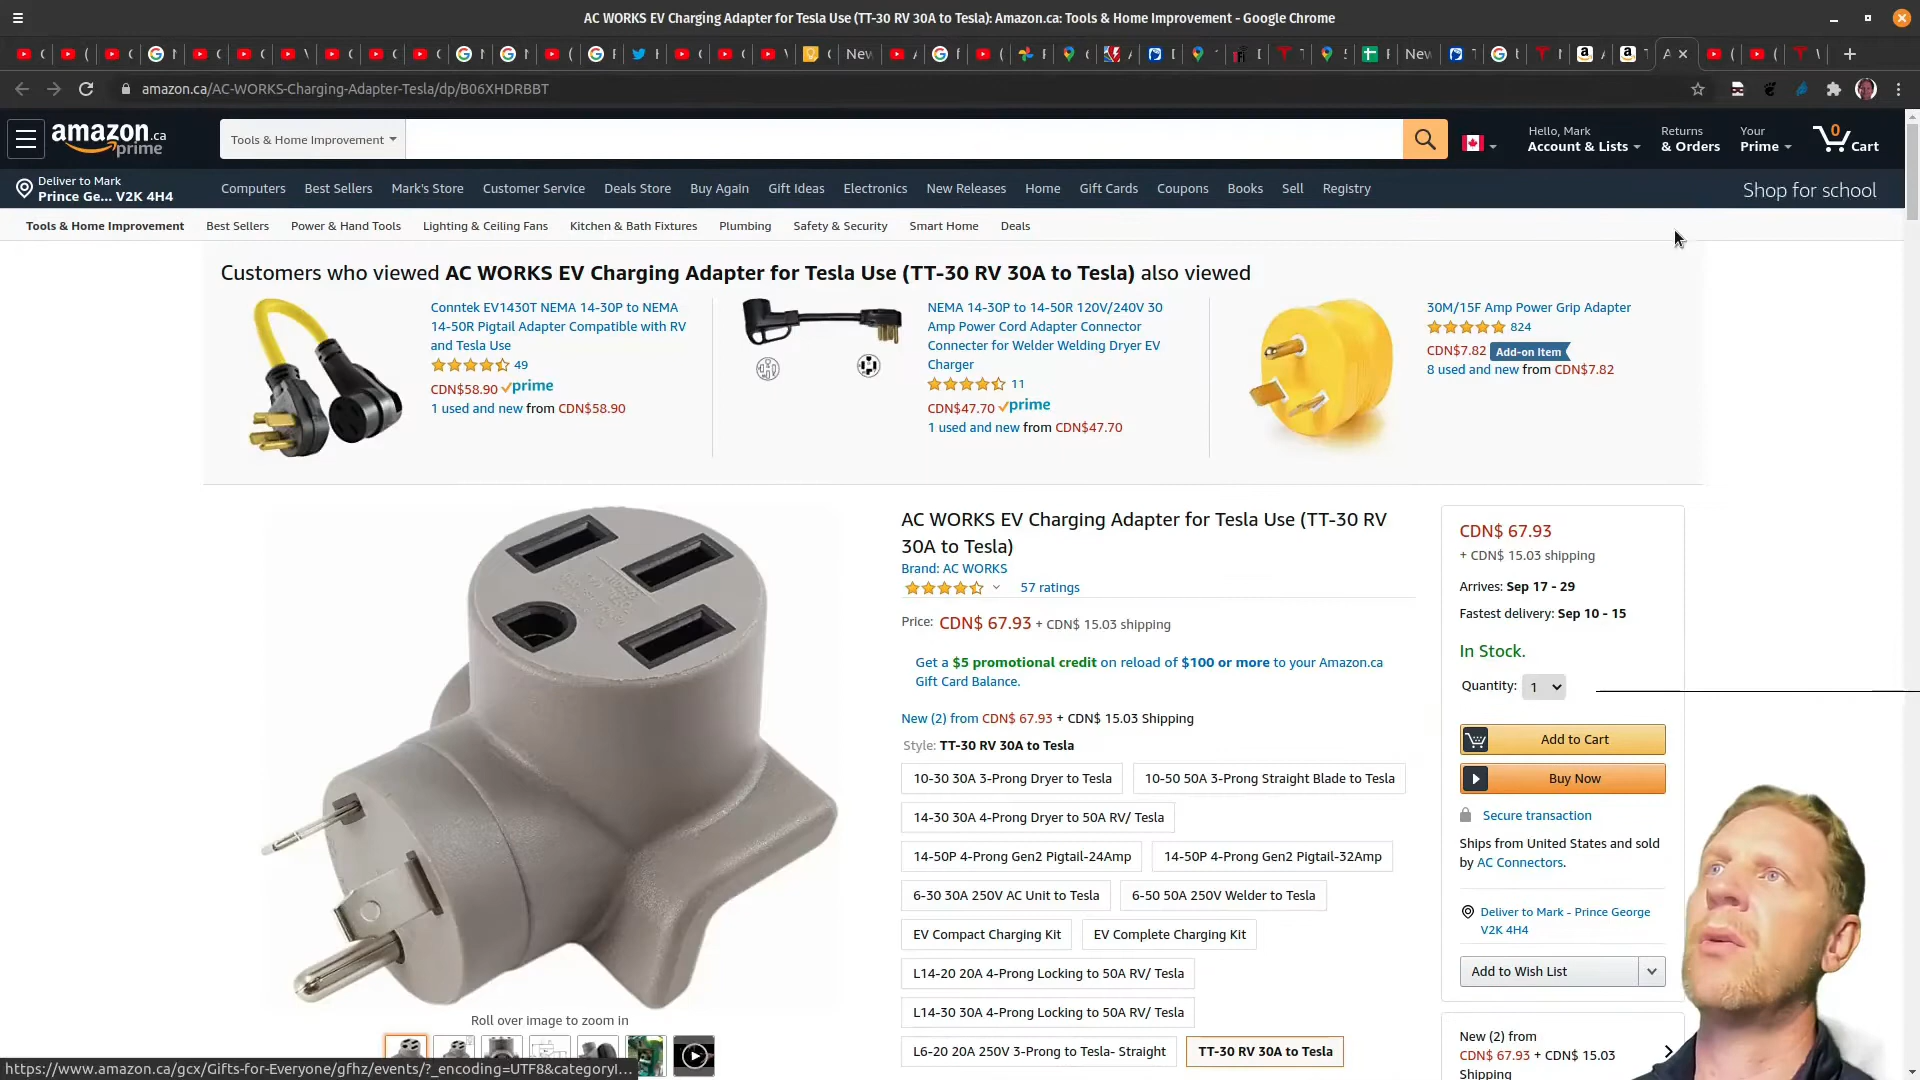 AC WORKS EV Charging Adapter for Tesla Use (TT-30 RV 30A to Tesla): Amazon.ca: Tools & Home Improvement - Google Chrome
New
New
amazon.ca/AC-WORKS-Charging-Adapter-Tesla/dp/B06XHDRBBT
amazon.ca
prime
Tools & Home Improvement
Hello, Mark
Account & Lists
Returns
& Orders
Your
Prime
0
Cart
Deliver to Mark
Prince Ge... V2K 4H4
Computers
Best Sellers
Mark's Store
Customer Service
Deals Store
Buy Again
Gift Ideas
Electronics
New Releases
Home
Gift Cards
Coupons
Books
Sell
Registry
Shop for school
Tools & Home Improvement
Best Sellers
Power & Hand Tools
Lighting & Ceiling Fans
Kitchen & Bath Fixtures
Plumbing
Safety & Security
Smart Home
Deals
Customers who viewed AC WORKS EV Charging Adapter for Tesla Use (TT-30 RV 30A to Tesla) also viewed
Conntek EV1430T NEMA 14-30P to NEMA
14-50R Pigtail Adapter Compatible with RV
and Tesla Use
49
CDN$58.90 prime
1 used and new from CDN$58.90
NEMA 14-30P to 14-50R 120V/240V 30
Amp Power Cord Adapter Connector
Connecter for Welder Welding Dryer EV
Charger
11
CDN$47.70 prime
1 used and new from CDN$47.70
30M/15F Amp Power Grip Adapter
824
CDN$7.82 Add-on Item
8 used and new from CDN$7.82
Roll over image to zoom in
AC WORKS EV Charging Adapter for Tesla Use (TT-30 RV
30A to Tesla)
Brand: AC WORKS
57 ratings
Price: CDN$ 67.93 + CDN$ 15.03 shipping
Get a $5 promotional credit on reload of $100 or more to your Amazon.ca
Gift Card Balance.
New (2) from CDN$ 67.93 + CDN$ 15.03 Shipping
Style: TT-30 RV 30A to Tesla
10-30 30A 3-Prong Dryer to Tesla
10-50 50A 3-Prong Straight Blade to Tesla
14-30 30A 4-Prong Dryer to 50A RV/ Tesla
14-50P 4-Prong Gen2 Pigtail-24Amp
14-50P 4-Prong Gen2 Pigtail-32Amp
6-30 30A 250V AC Unit to Tesla
6-50 50A 250V Welder to Tesla
EV Compact Charging Kit
EV Complete Charging Kit
L14-20 20A 4-Prong Locking to 50A RV/ Tesla
L14-30 30A 4-Prong Locking to 50A RV/ Tesla
L6-20 20A 250V 3-Prong to Tesla- Straight
TT-30 RV 30A to Tesla
CDN$ 67.93
+ CDN$ 15.03 shipping
Arrives: Sep 17 - 29
Fastest delivery: Sep 10 - 15
In Stock.
Quantity: 1
Add to Cart
Buy Now
Secure transaction
Ships from United States and sold
by AC Connectors.
Deliver to Mark - Prince George
V2K 4H4
Add to Wish List
New (2) from
CDN$ 67.93 + CDN$ 15.03
Shipping
https://www.amazon.ca/gcx/Gifts-for-Everyone/gfhz/events/?_encoding=UTF8&categoryI...